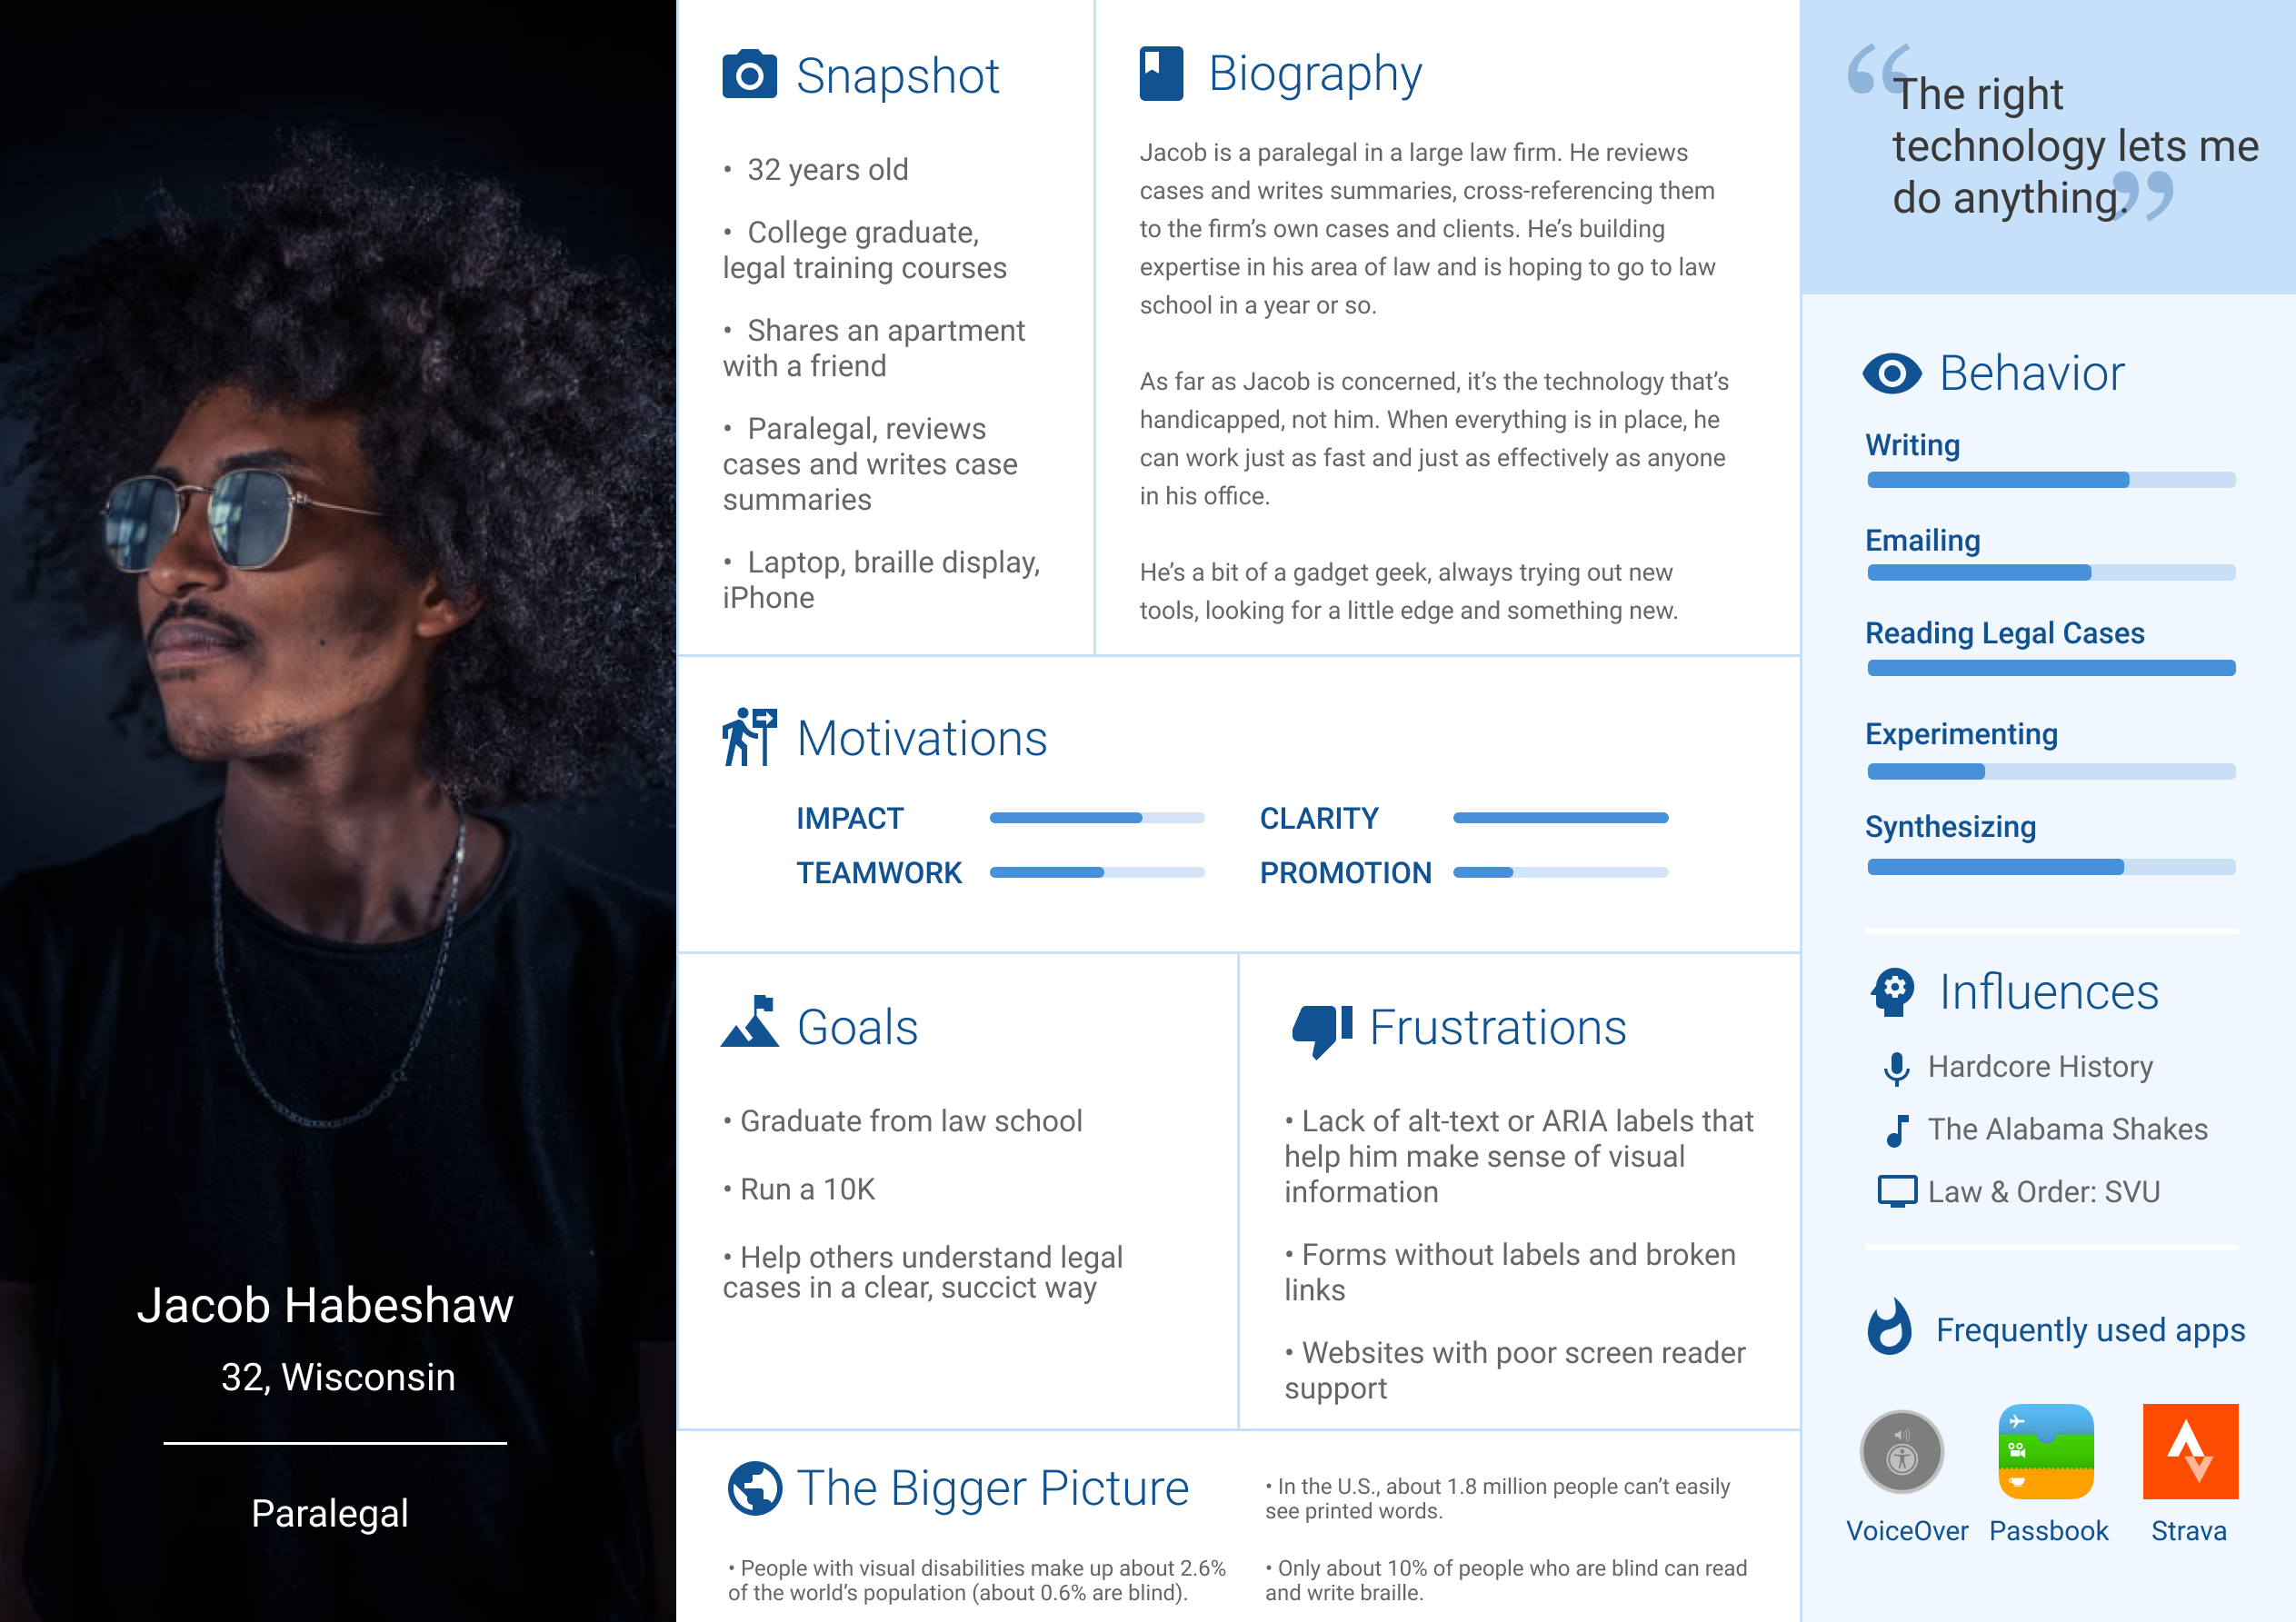 Jacob Habeshaw
32, Wisconsin
Paralegal
Snapshot
• 32 years old
• College graduate,
legal training courses
• Shares an apartment
with a friend
• Paralegal, reviews
cases and writes case
summaries
• Laptop, braille display,
iPhone
Biography
Jacob is a paralegal in a large law firm. He reviews
cases and writes summaries, cross-referencing them
to the firm’s own cases and clients. He’s building
expertise in his area of law and is hoping to go to law
school in a year or so.
As far as Jacob is concerned, it’s the technology that’s
handicapped, not him. When everything is in place, he
can work just as fast and just as effectively as anyone
in his office.
He’s a bit of a gadget geek, always trying out new
tools, looking for a little edge and something new.
Motivations
IMPACT
CLARITY
TEAMWORK
PROMOTION
Goals
• Graduate from law school
• Run a 10K
• Help others understand legal
cases in a clear, succict way
Frustrations
• Lack of alt-text or ARIA labels that
help him make sense of visual
information
• Forms without labels and broken
links
• Websites with poor screen reader
support
The Bigger Picture
• People with visual disabilities make up about 2.6%
of the world’s population (about 0.6% are blind).
• In the U.S., about 1.8 million people can’t easily
see printed words.
• Only about 10% of people who are blind can read
and write braille.
“The right
technology lets me
do anything.”
Behavior
Writing
Emailing
Reading Legal Cases
Experimenting
Synthesizing
Influences
Hardcore History
The Alabama Shakes
Law & Order: SVU
Frequently used apps
VoiceOver
Passbook
Strava